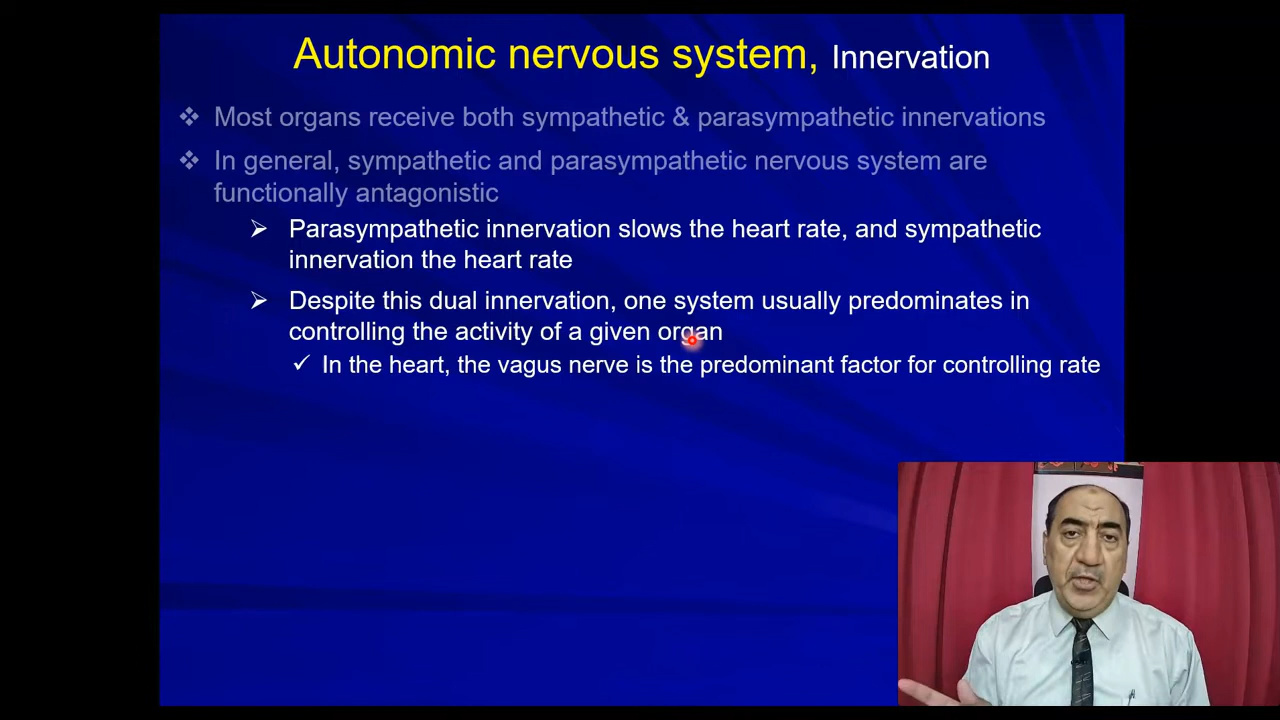 Autonomic nervous system, Innervation
❖ Most organs receive both sympathetic & parasympathetic innervations
❖ In general, sympathetic and parasympathetic nervous system are
functionally antagonistic
➢ Parasympathetic innervation slows the heart rate, and sympathetic
innervation the heart rate
➢ Despite this dual innervation, one system usually predominates in
controlling the activity of a given organ
✓ In the heart, the vagus nerve is the predominant factor for controlling rate